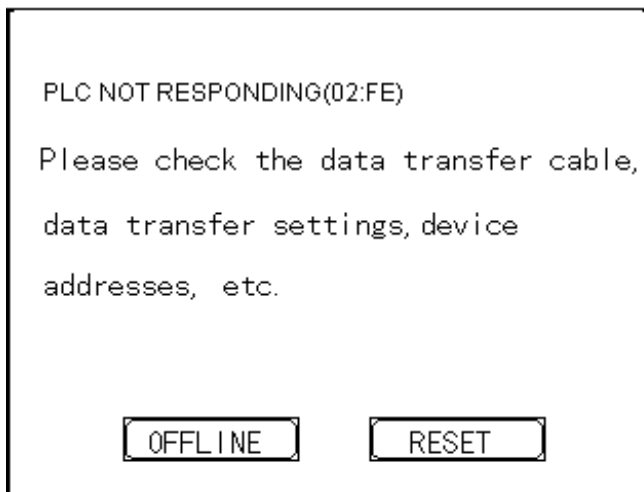 PLC NOT RESPONDING(02:FE)
Please check the data transfer cable,
data transfer settings, device
addresses, etc.
OFFLINE RESET